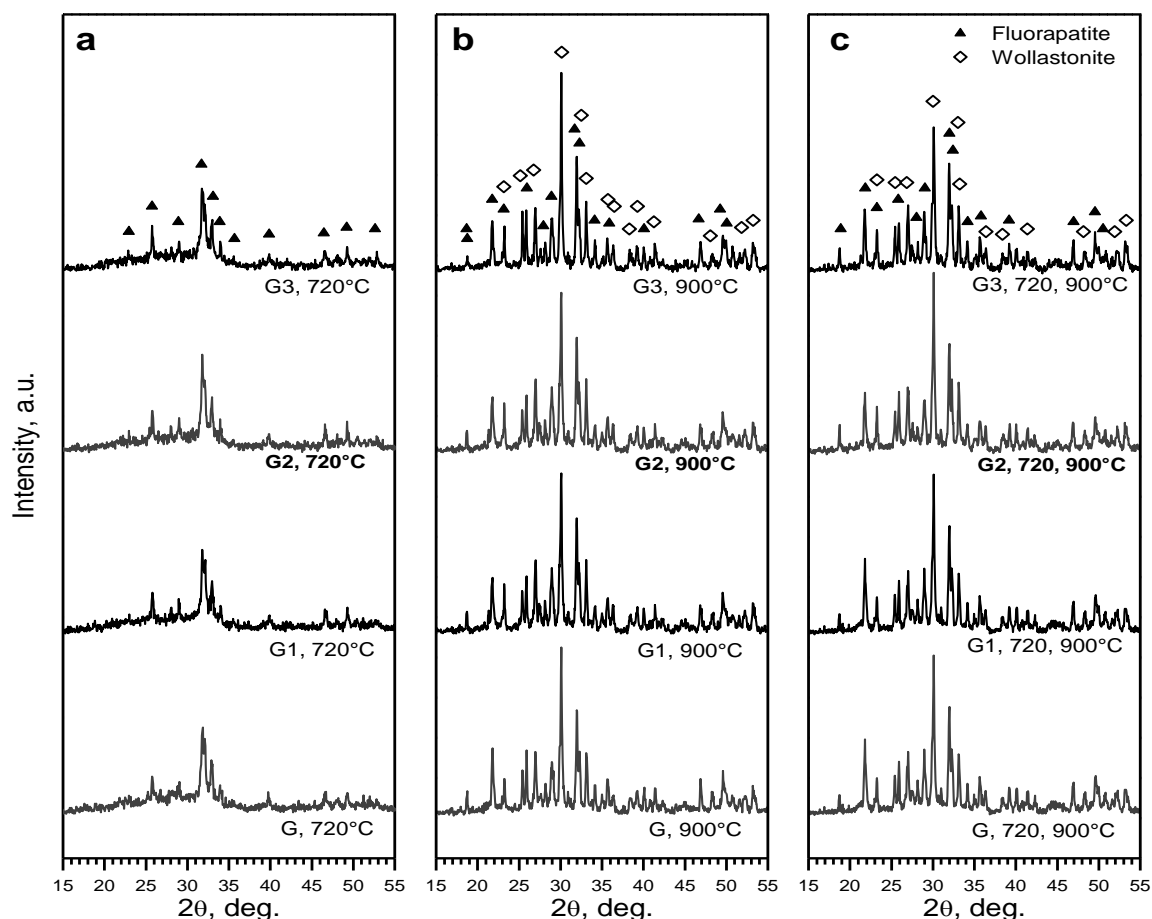 a
b
c
Fluorapatite
Wollastonite
G3, 720°C
G3, 900°C
G3, 720, 900°C
G2, 720°C
G2, 900°C
G2, 720, 900°C
G1, 720°C
G1, 900°C
G1, 720, 900°C
G, 720°C
G, 900°C
G, 720, 900°C
Intensity, a.u.
15 20 25 30 35 40 45 50 55
15 20 25 30 35 40 45 50 55
15 20 25 30 35 40 45 50 55
2θ, deg.
2θ, deg.
2θ, deg.